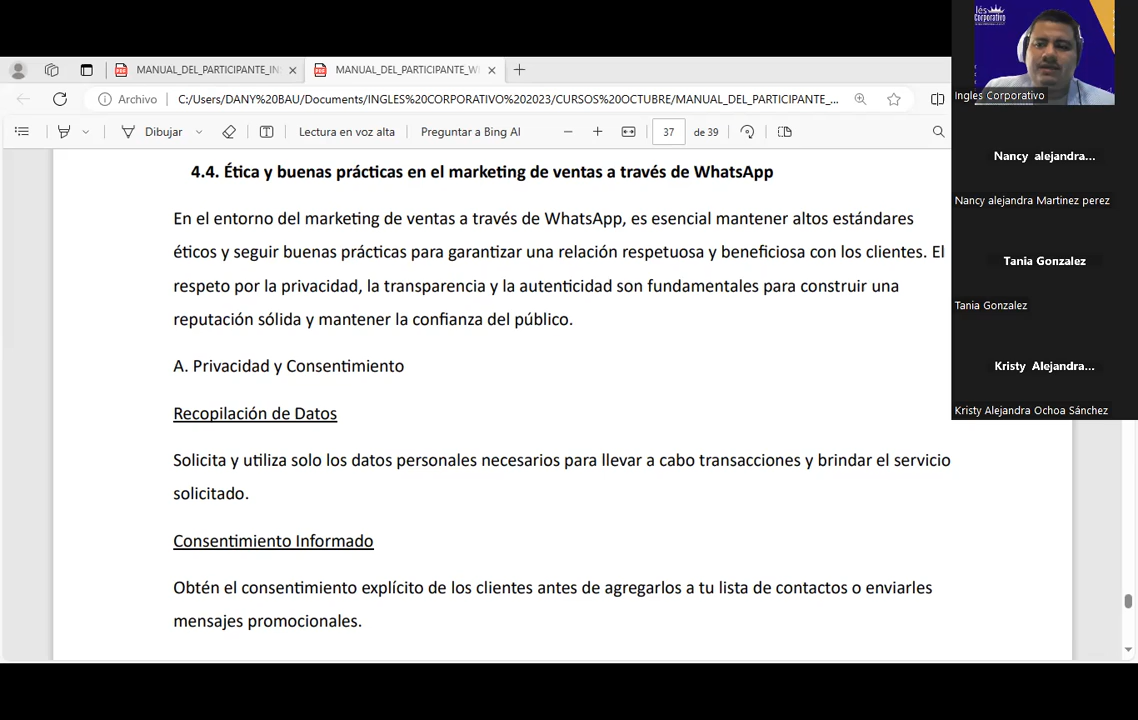 lés
Corporativo
Ingles Corporativo
MANUAL_DEL_PARTICIPANTE_IN
MANUAL_DEL_PARTICIPANTE_W
Archivo
C:/Users/DANY%20BAU/Documents/INGLES%20CORPORATIVO%202023/CURSOS%20OCTUBRE/MANUAL_DEL_PARTICIPANTE_...
Dibujar
Lectura en voz alta
Preguntar a Bing AI
37
de 39
4.4. Ética y buenas prácticas en el marketing de ventas a través de WhatsApp
En el entorno del marketing de ventas a través de WhatsApp, es esencial mantener altos estándares
éticos y seguir buenas prácticas para garantizar una relación respetuosa y beneficiosa con los clientes. El
respeto por la privacidad, la transparencia y la autenticidad son fundamentales para construir una
reputación sólida y mantener la confianza del público.
A. Privacidad y Consentimiento
Recopilación de Datos
Solicita y utiliza solo los datos personales necesarios para llevar a cabo transacciones y brindar el servicio
solicitado.
Consentimiento Informado
Obtén el consentimiento explícito de los clientes antes de agregarlos a tu lista de contactos o enviarles
mensajes promocionales.
Nancy alejandra...
Nancy alejandra Martinez perez
Tania Gonzalez
Tania Gonzalez
Kristy Alejandra...
Kristy Alejandra Ochoa Sánchez